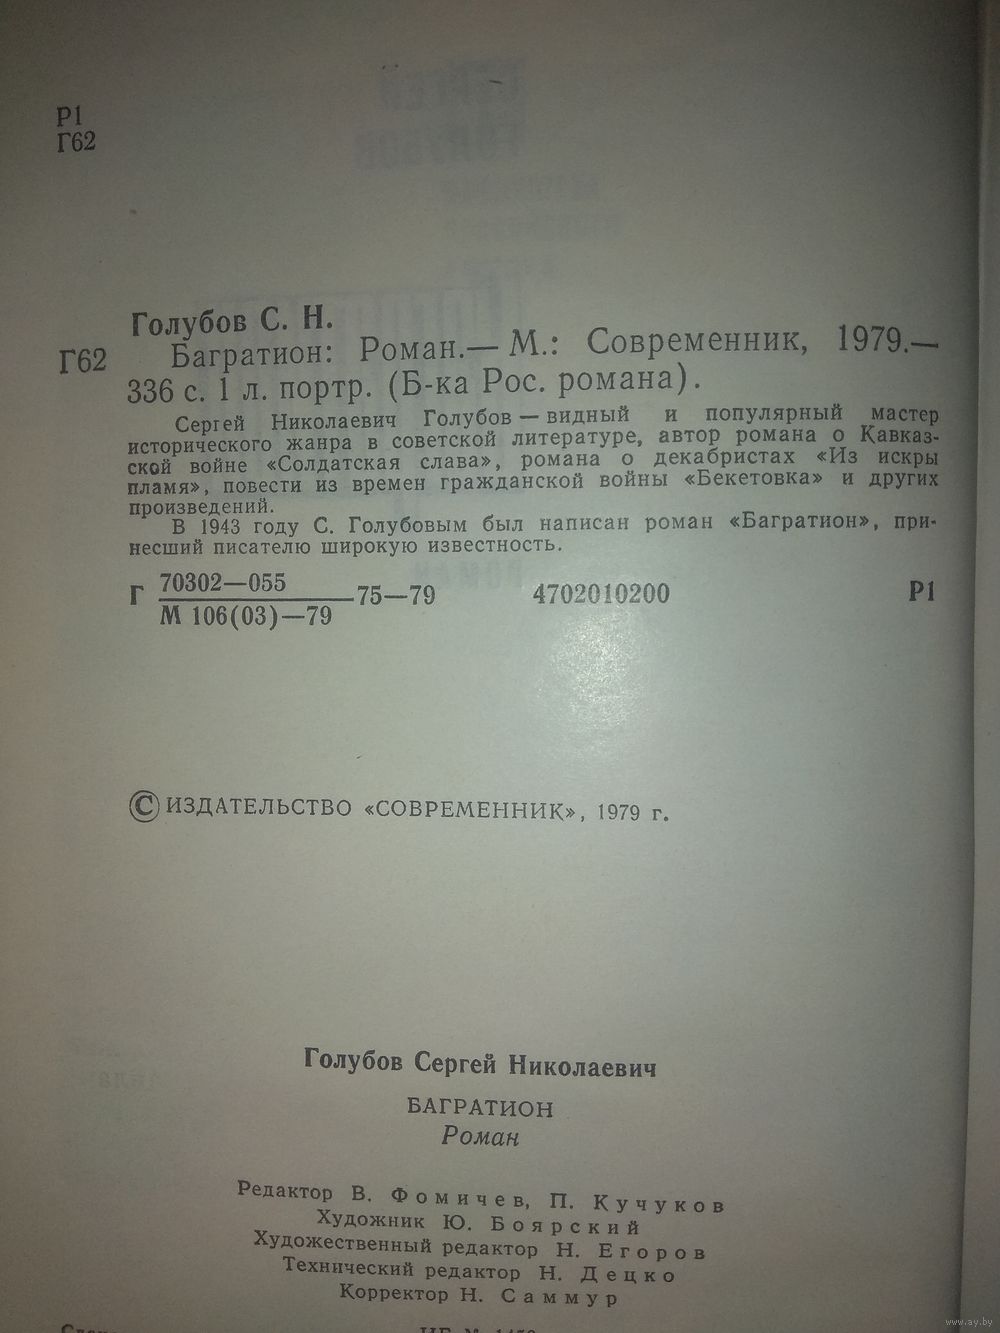 Р1
Г62
Голубов С. Н.
Г62 Багратион: Роман.— М.: Современник, 1979.—
336 с. 1 л. портр. (Б-ка Рос. романа).
Сергей Николаевич Голубов — видный и популярный мастер
исторического жанра в советской литературе, автор романа о Кавказ-
ской войне «Солдатская слава», романа о декабристах «Из искры
пламя», повести из времен гражданской войны «Бекетовка» и других
произведений.
В 1943 году С. Голубовым был написан роман «Багратион», при-
несший писателю широкую известность.
Г 70302—055
М 106(03)—79 75—79 4702010200 Р1
© ИЗДАТЕЛЬСТВО «СОВРЕМЕННИК», 1979 г.
Голубов Сергей Николаевич
БАГРАТИОН
Роман
Редактор В. Фомичев, П. Кучуков
Художник Ю. Боярский
Художественный редактор Н. Егоров
Технический редактор Н. Децко
Корректор Н. Саммур
www.ay.by